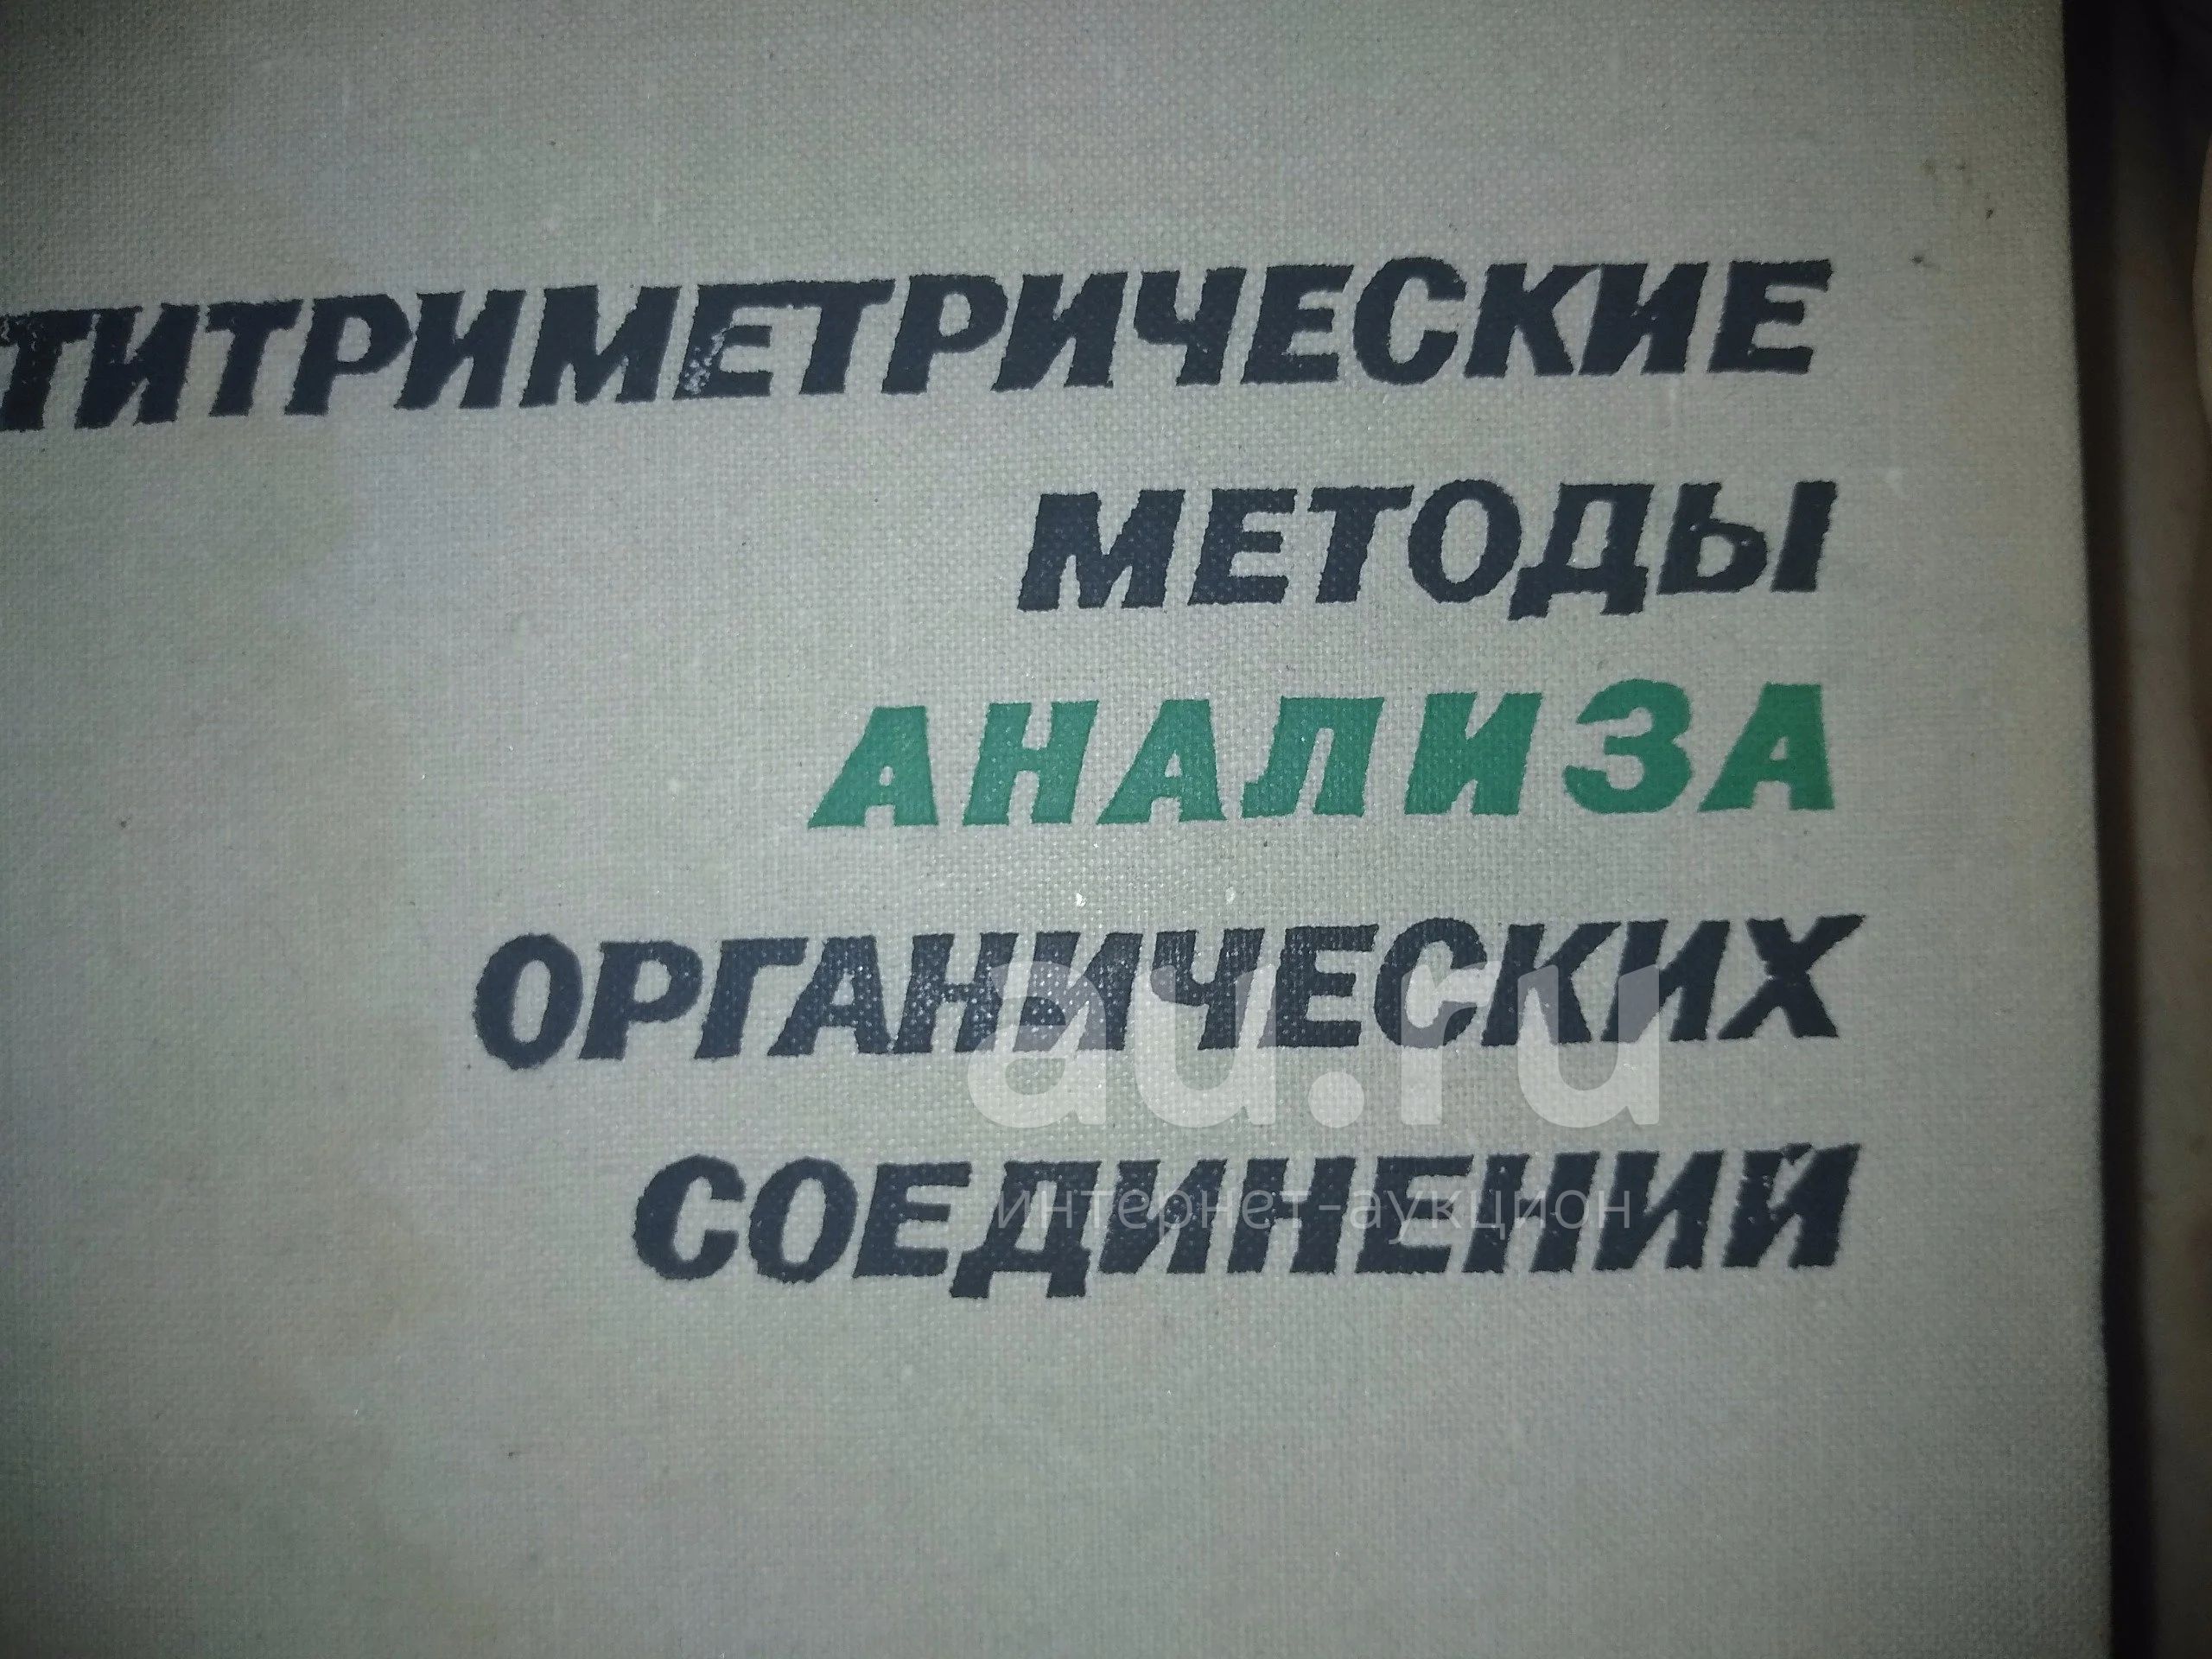 ТИТРИМЕТРИЧЕСКИЕ
МЕТОДЫ
АНАЛИЗА
ОРГАНИЧЕСКИХ
au.ru
СОЕДИНЕНИЙ
интернет-аукцион